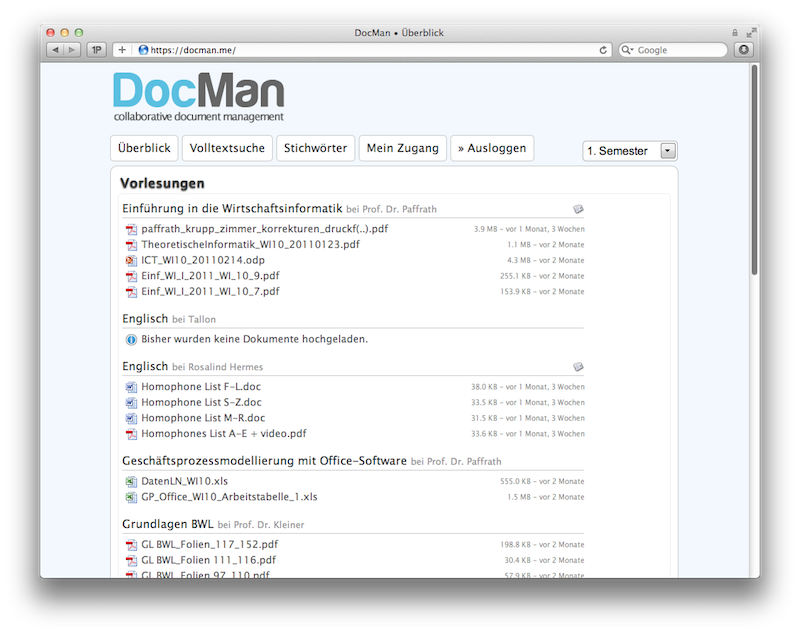 DocMan • Überblick
1P + https://docman.me/ Google
DocMan
collaborative document management
Überblick Volltextsuche Stichwörter Mein Zugang » Ausloggen 1. Semester
Vorlesungen
Einführung in die Wirtschaftsinformatik bei Prof. Dr. Paffrath
paffrath_krupp_zimmer_korrekturen_druckf(..).pdf 3.9 MB – vor 1 Monat, 3 Wochen
TheoretischeInformatik_WI10_20110123.pdf 1.1 MB – vor 2 Monate
ICT_WI10_20110214.odp 4.3 MB – vor 2 Monate
Einf_WI_I_2011_WI_10_9.pdf 255.1 KB – vor 2 Monate
Einf_WI_I_2011_WI_10_7.pdf 153.9 KB – vor 2 Monate
Englisch bei Tallon
Bisher wurden keine Dokumente hochgeladen.
Englisch bei Rosalind Hermes
Homophone List F-L.doc 38.0 KB – vor 1 Monat, 3 Wochen
Homophone List S-Z.doc 33.5 KB – vor 1 Monat, 3 Wochen
Homophone List M-R.doc 31.5 KB – vor 1 Monat, 3 Wochen
Homophones List A-E + video.pdf 33.6 KB – vor 1 Monat, 3 Wochen
Geschäftsprozessmodellierung mit Office-Software bei Prof. Dr. Paffrath
DatenLN_WI10.xls 555.0 KB – vor 2 Monate
GP_Office_WI10_Arbeitstabelle_1.xls 1.5 MB – vor 2 Monate
Grundlagen BWL bei Prof. Dr. Kleiner
GL BWL_Folien_117_152.pdf 198.8 KB – vor 2 Monate
GL BWL_Folien 111_116.pdf 30.4 KB – vor 2 Monate
GL BWL_Folien 97_110.pdf 57.9 KB – vor 2 Monate